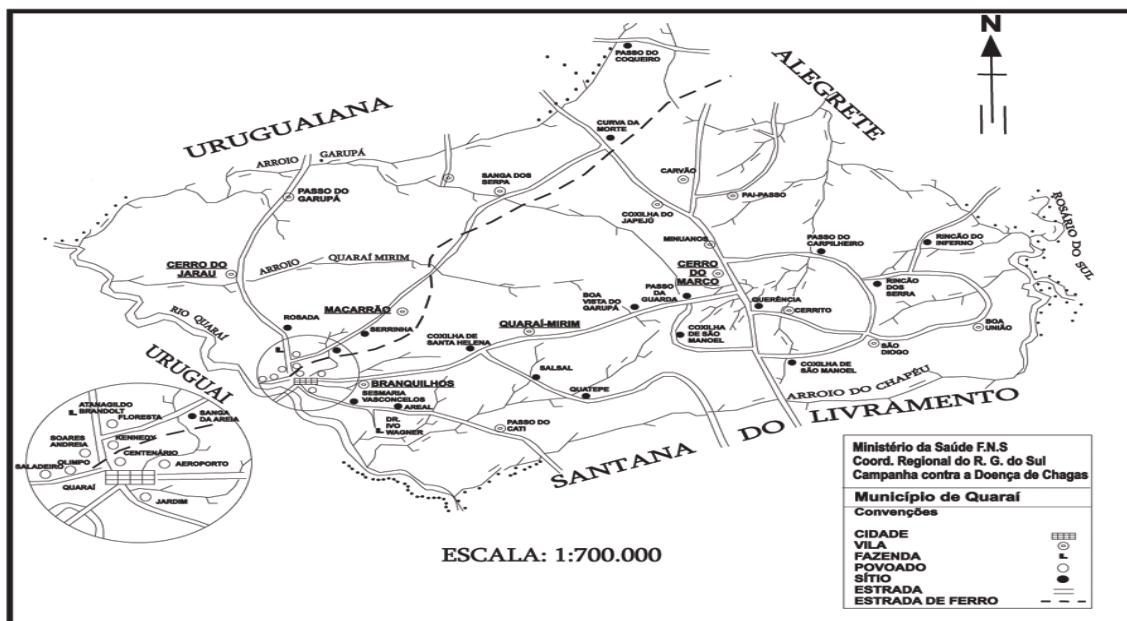 N
PASSO DO
COQUEIRO
ALEGRETE
URUGUAIANA
CURVA DA
MORTE
ARROIO GARUPÁ
SANGA DOS
SERPA
CARVÃO
PAI-PASSO
PASSO DO
GARUPÁ
COXILHA DO
JAPEJÚ
ROSÁRIO DO SUL
MINUANOS
PASSO DO
CARPILHEIRO
RINCÃO DO
INFERNO
ARROIO QUARAÍ MIRIM
CERRO DO
JARAU
CERRO
DO
MARCO
RINCÃO
DOS
SERRA
PASSO
DA
GUARDA
BOA
VISTA DO
GARUPÁ
QUERÊNCIA
CERRITO
BOA
UNIÃO
RIO QUARAÍ
ROSADA
MACARRÃO
SERRINHA
QUARAÍ-MIRIM
COXILHA DE
SANTA HELENA
COXILHA
DE SÃO
MANOEL
SÃO
DIOGO
COXILHA DE
SÃO MANOEL
URUGUAI
SALSAL
QUATEPE
ARROIO DO CHAPÉU
BRANQUILHOS
SESMARIA
VASCONCELOS
AREAL
DR.
IVO
WAGNER
PASSO DO
CATI
SANTANA DO LIVRAMENTO
ATANAGILDO
BRANDOLT
FLORESTA
SANGA
DA AREIA
SOARES
ANDREIA
KENNEDY
CENTENÁRIO
OLIMPO
SALADEIRO
AEROPORTO
QUARAÍ
JARDIM
ESCALA: 1:700.000
Ministério da Saúde F.N.S
Coord. Regional do R. G. do Sul
Campanha contra a Doença de Chagas
Município de Quaraí
Convenções
CIDADE
VILA
FAZENDA
POVOADO
SÍTIO
ESTRADA
ESTRADA DE FERRO